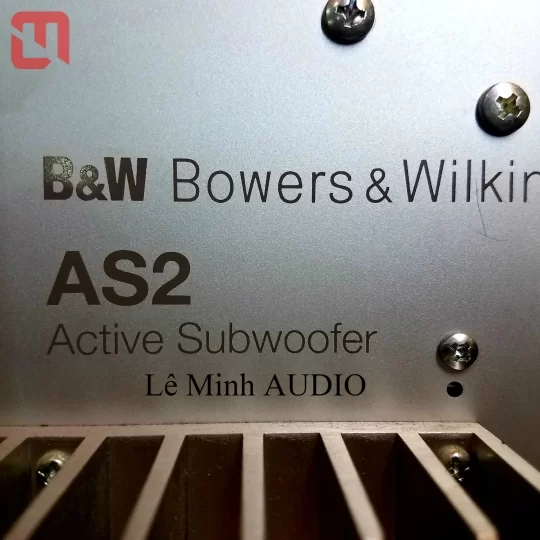 B&W Bowers & Wilkin
AS2
Active Subwoofer
Lê Minh AUDIO